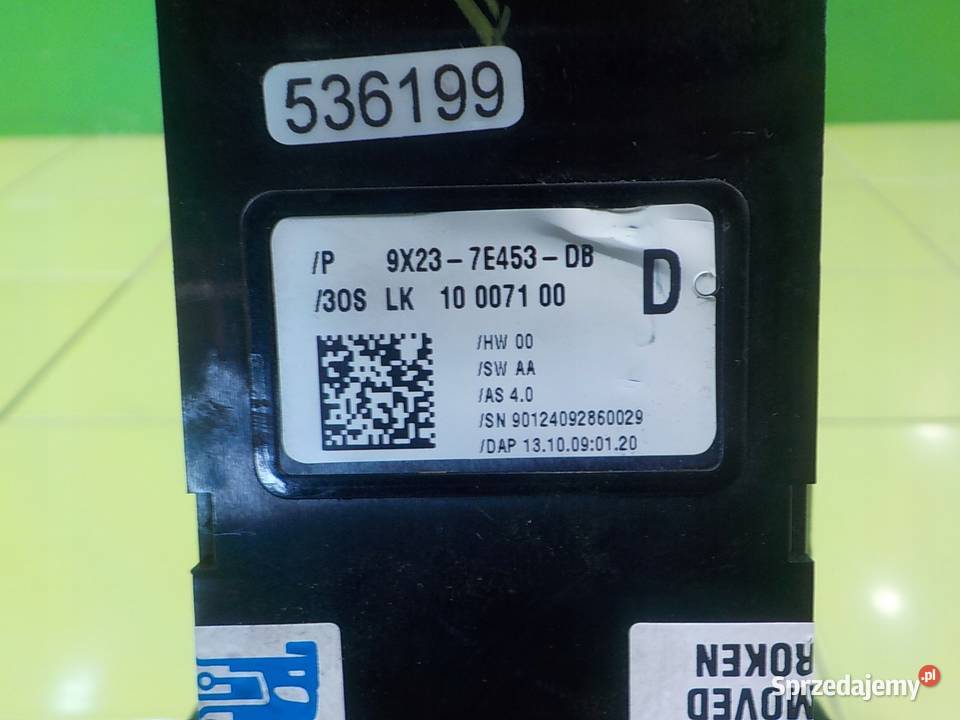 536199
/P 9X23-7E453-DB
D
/30S LK 10 0071 00
/HW 00
/SW AA
/AS 4.0
/SN 90124092860029
/DAP 13.10.09:01.20
ROKEN
MOVED
Sprzedajemy.pl